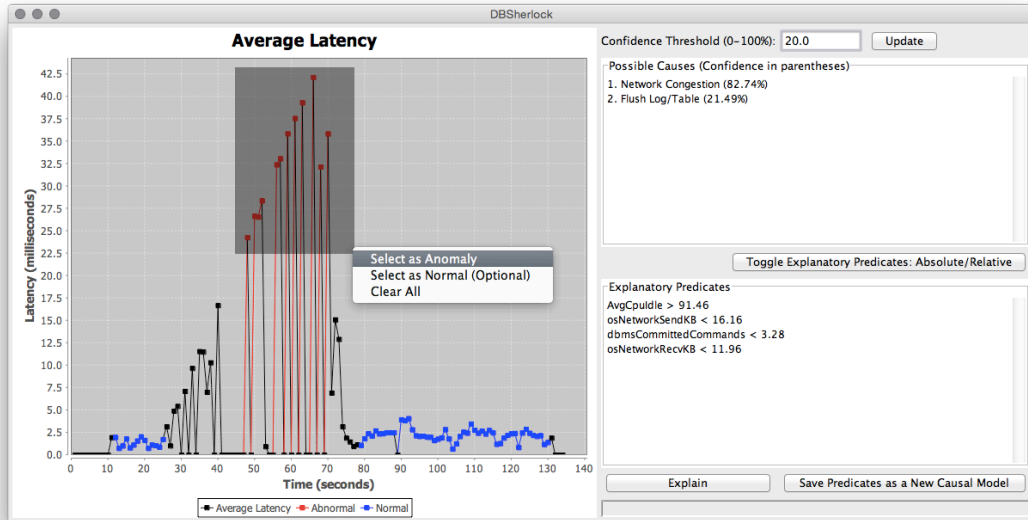 DBSherlock
Average Latency
42.5
40.0
37.5
35.0
32.5
30.0
27.5
25.0
22.5
20.0
17.5
15.0
12.5
10.0
7.5
5.0
2.5
0.0
Latency (milliseconds)
0 10 20 30 40 50 60 70 80 90 100 110 120 130 140
Time (seconds)
Average Latency Abnormal Normal
Select as Anomaly
Select as Normal (Optional)
Clear All
Confidence Threshold (0-100%): 20.0 Update
Possible Causes (Confidence in parentheses)
1. Network Congestion (82.74%)
2. Flush Log/Table (21.49%)
Toggle Explanatory Predicates: Absolute/Relative
Explanatory Predicates
AvgCpuIdle > 91.46
osNetworkSendKB < 16.16
dbmsCommittedCommands < 3.28
osNetworkRecvKB < 11.96
Explain Save Predicates as a New Causal Model